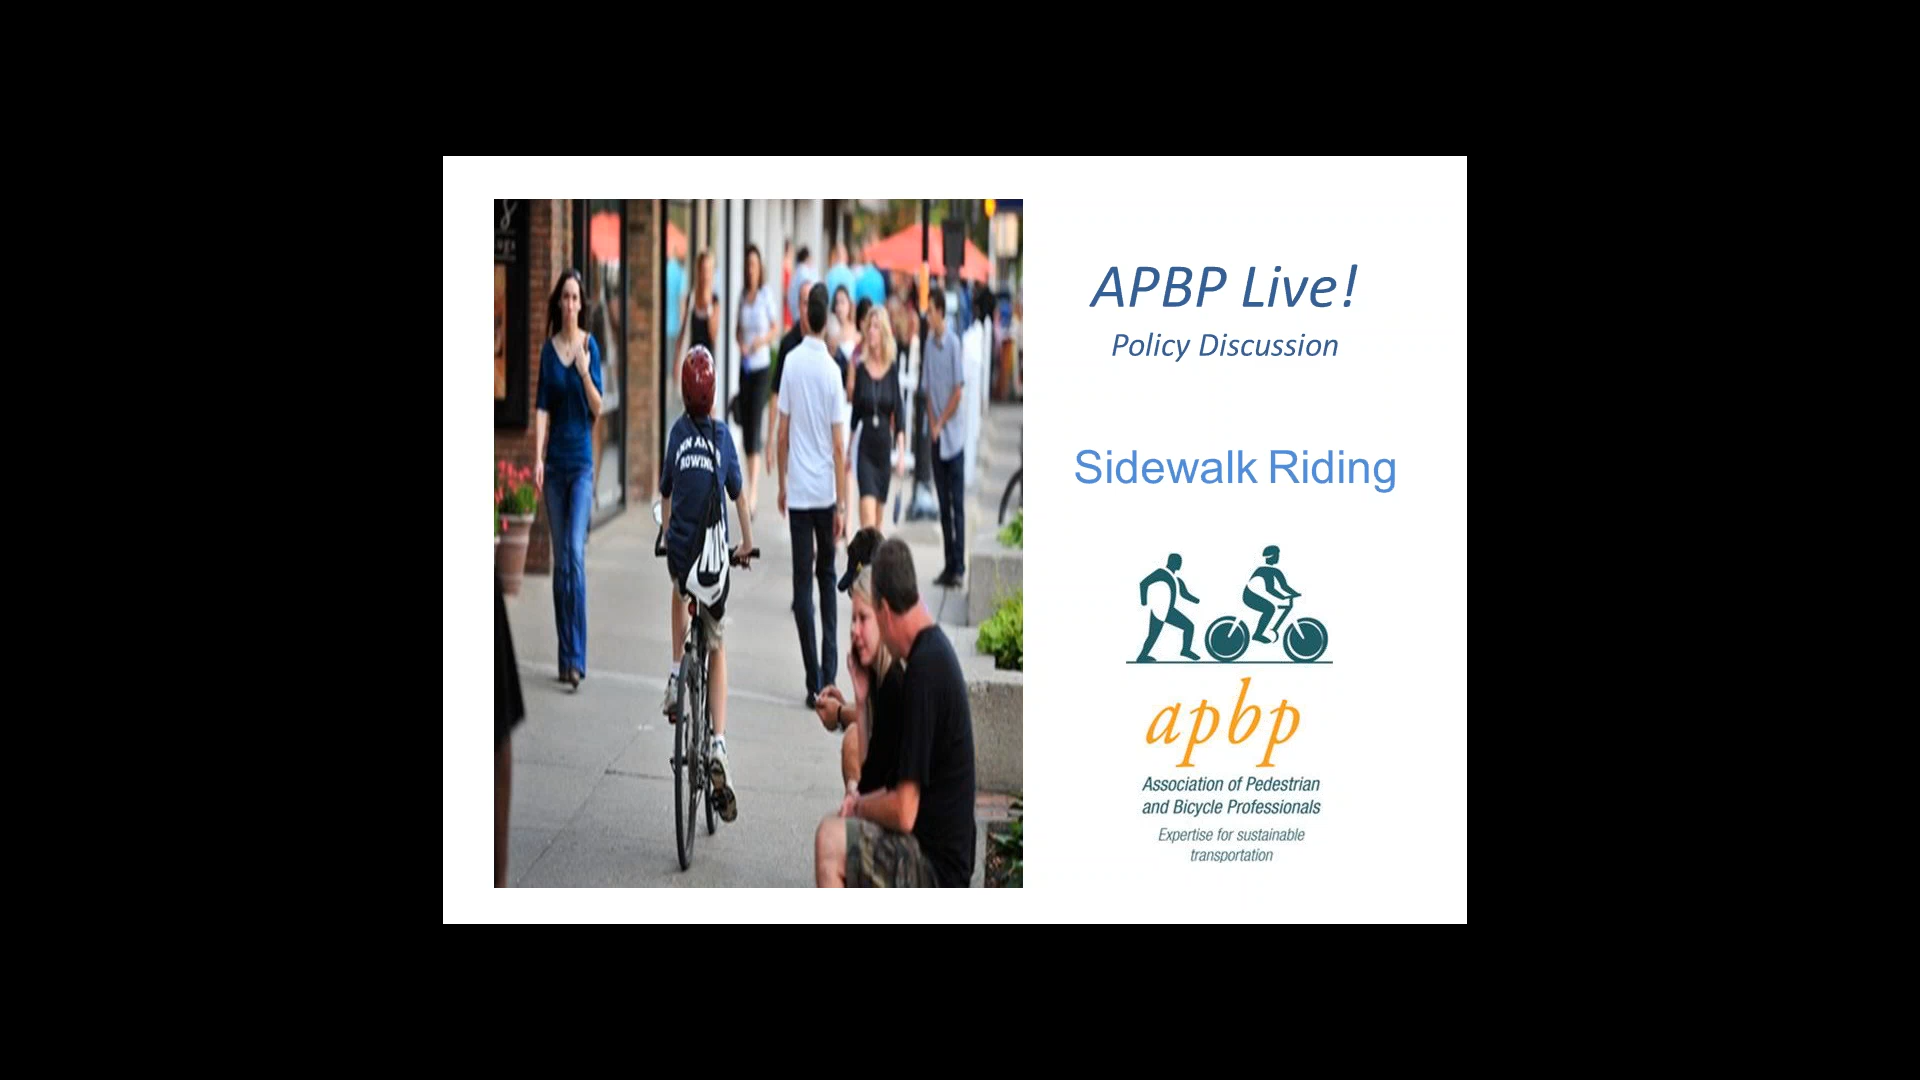 APBP Live!
Policy Discussion
Sidewalk Riding
apbp
Association of Pedestrian
and Bicycle Professionals
Expertise for sustainable
transportation